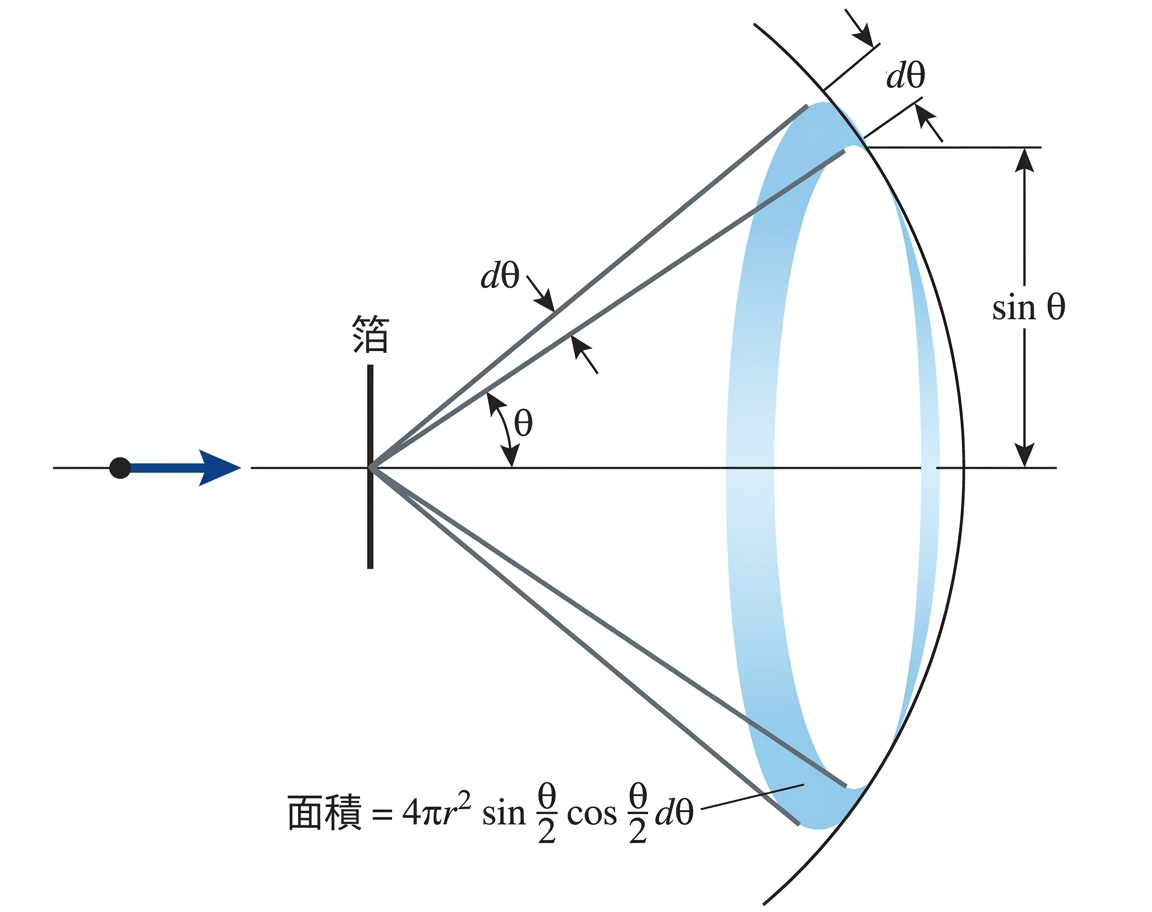 dθ
dθ
sin θ
箔
θ
面積 = 4πr² sin θ/2 cos θ/2 dθ